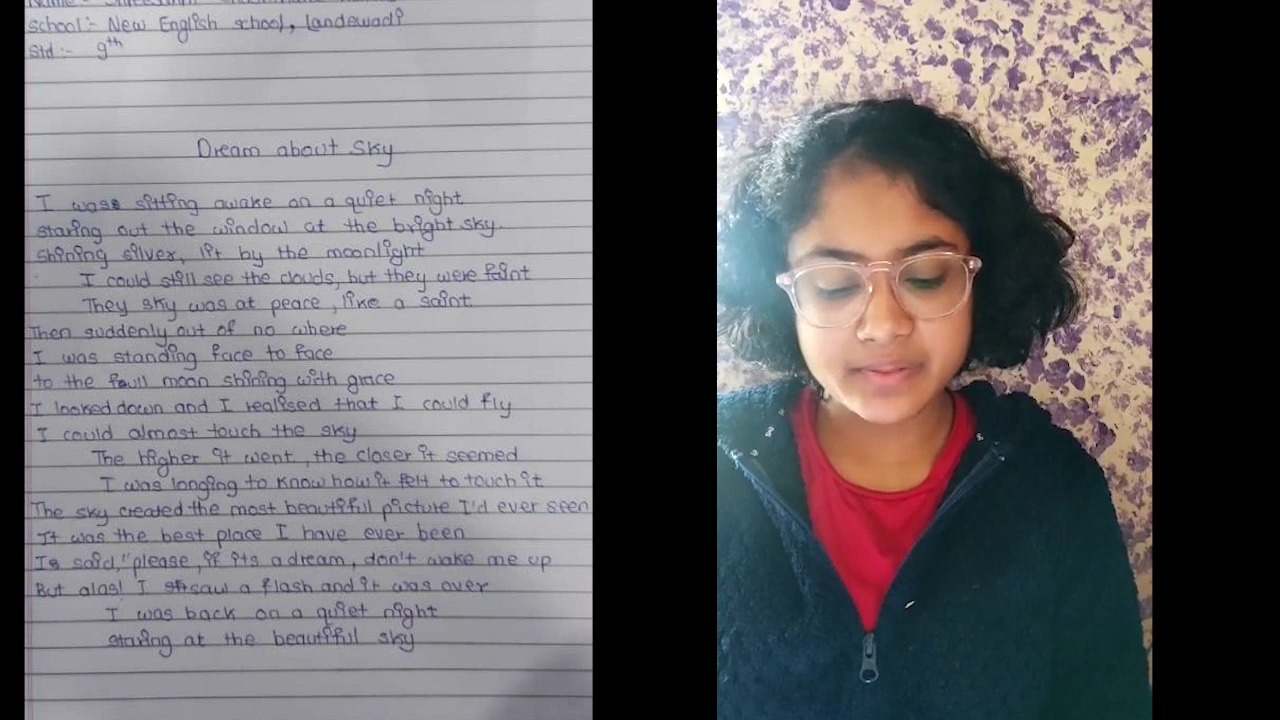 School:- New English school, Landewadi
Std :- 9th
Dream about sky
I was sitting awake on a quiet night
staring out the window at the bright sky.
shining silver, lit by the moonlight
I could still see the clouds, but they were faint
They sky was at peace, like a saint
Then suddenly out of no where
I was standing face to face
to the full moon shining with grace
I looked down and I realised that I could fly
I could almost touch the sky
The higher it went, the closer it seemed
I was longing to know how it felt to touch it
The sky created the most beautiful picture I'd ever seen
It was the best place I have ever been
I said, "please, if its a dream, don't wake me up
But alas! I saw a flash and it was over
I was back on a quiet night
staring at the beautiful sky